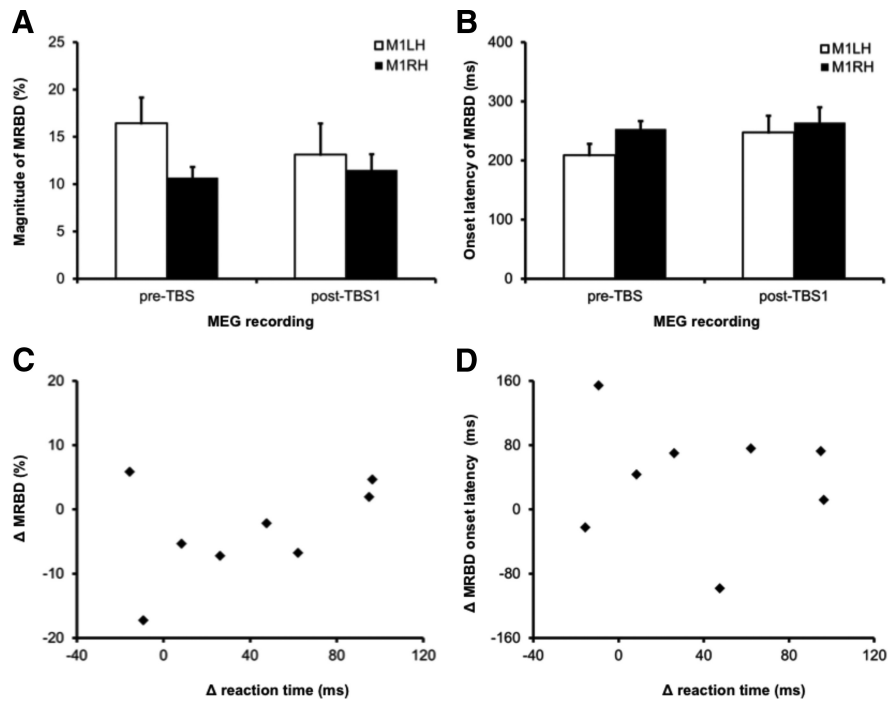 A
25
20
15
10
5
0
Magnitude of MRBD (%)
M1LH
M1RH
pre-TBS
post-TBS1
MEG recording
B
400
300
200
100
0
Onset latency of MRBD (ms)
M1LH
M1RH
pre-TBS
post-TBS1
MEG recording
C
20
10
0
-10
-20
Δ MRBD (%)
-40
0
40
80
120
Δ reaction time (ms)
D
160
80
0
-80
-160
Δ MRBD onset latency (ms)
-40
0
40
80
120
Δ reaction time (ms)